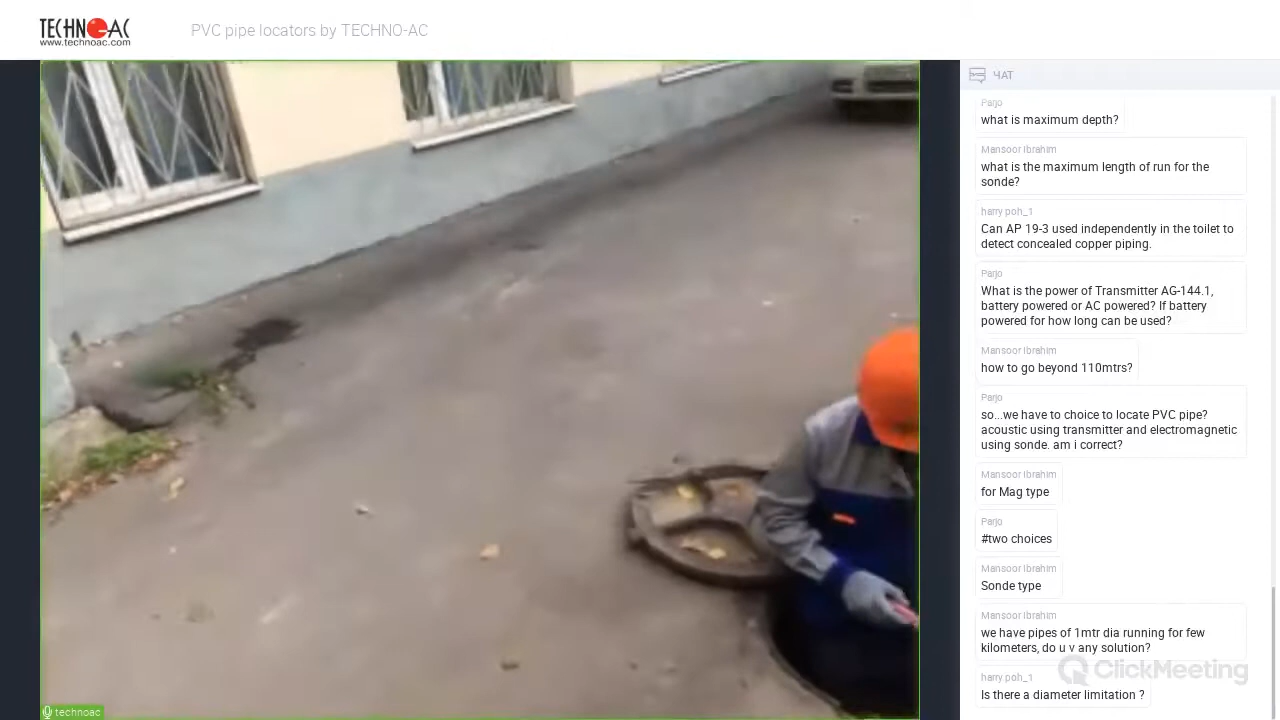 TECHNOAC
www.technoac.com
PVC pipe locators by TECHNO-AC
ЧАТ
Parjo
what is maximum depth?
Mansoor Ibrahim
what is the maximum length of run for the
sonde?
harry poh_1
Can AP 19-3 used independently in the toilet to
detect concealed copper piping.
Parjo
What is the power of Transmitter AG-144.1,
battery powered or AC powered? If battery
powered for how long can be used?
Mansoor Ibrahim
how to go beyond 110mtrs?
Parjo
so...we have to choice to locate PVC pipe?
acoustic using transmitter and electromagnetic
using sonde. am i correct?
Mansoor Ibrahim
for Mag type
Parjo
#two choices
Mansoor Ibrahim
Sonde type
Mansoor Ibrahim
we have pipes of 1mtr dia running for few
kilometers, do u v any solution?
ClickMeeting
harry poh_1
Is there a diameter limitation ?
technoac